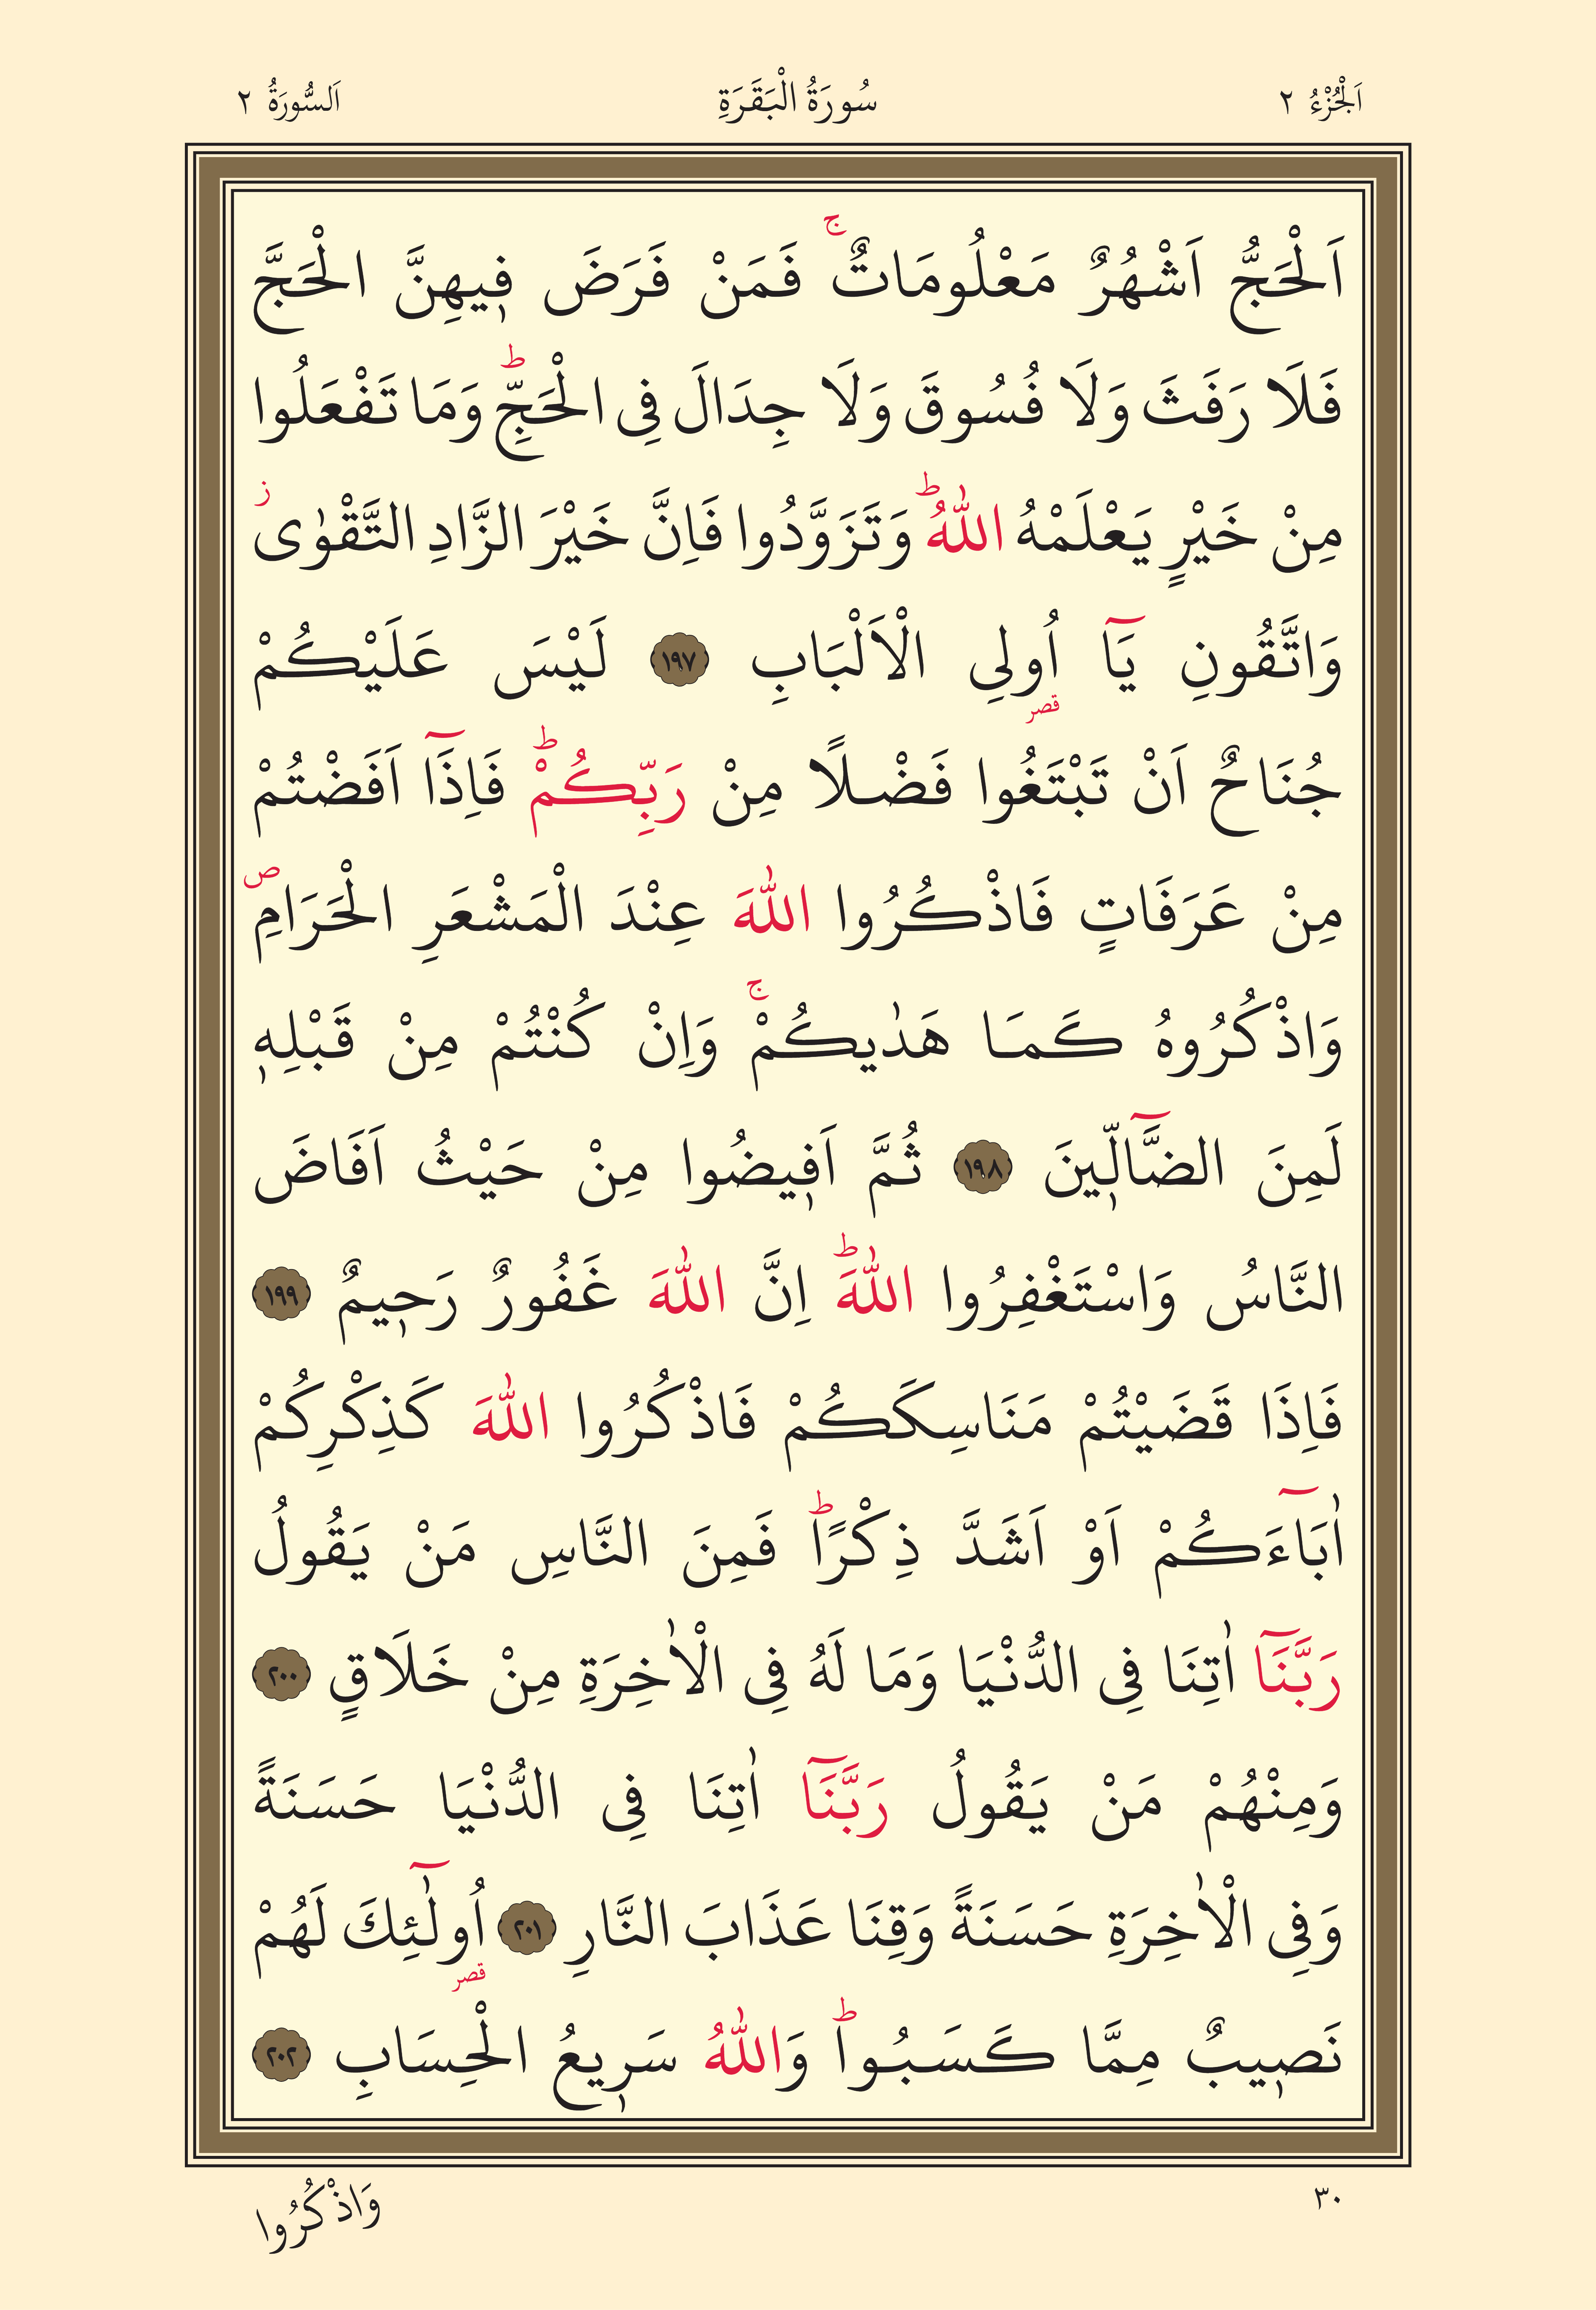 اَلْجُزْءُ ٢ سُورَةُ الْبَقَرَةِ اَلسُّورَةُ ٢
اَلْحَجُّ اَشْهُرٌ مَعْلُومَاتٌۚ فَمَنْ فَرَضَ ف۪يهِنَّ الْحَجَّ
فَلَا رَفَثَ وَلَا فُسُوقَ وَلَا جِدَالَ فِى الْحَجِّۜ وَمَا تَفْعَلُوا
مِنْ خَيْرٍ يَعْلَمْهُ اللّٰهُۜ وَتَزَوَّدُوا فَاِنَّ خَيْرَ الزَّادِ التَّقْوٰىۘ
وَاتَّقُونِ يَٓا اُولِى الْاَلْبَابِ ﴿١٩٧﴾ لَيْسَ عَلَيْكُمْ
قصر
جُنَاحٌ اَنْ تَبْتَغُوا فَضْلًا مِنْ رَبِّكُمْۜ فَاِذَٓا اَفَضْتُمْ
مِنْ عَرَفَاتٍ فَاذْكُرُوا اللّٰهَ عِنْدَ الْمَشْعَرِ الْحَرَامِۖ
وَاذْكُرُوهُ كَمَا هَدٰيكُمْۚ وَاِنْ كُنْتُمْ مِنْ قَبْلِه۪
لَمِنَ الضَّٓالّ۪ينَ ﴿١٩٨﴾ ثُمَّ اَف۪يضُوا مِنْ حَيْثُ اَفَاضَ
النَّاسُ وَاسْتَغْفِرُوا اللّٰهَۜ اِنَّ اللّٰهَ غَفُورٌ رَح۪يمٌ ﴿١٩٩﴾
فَاِذَا قَضَيْتُمْ مَنَاسِكَكُمْ فَاذْكُرُوا اللّٰهَ كَذِكْرِكُمْ
اٰبَٓاءَكُمْ اَوْ اَشَدَّ ذِكْرًاۜ فَمِنَ النَّاسِ مَنْ يَقُولُ
رَبَّنَٓا اٰتِنَا فِى الدُّنْيَا وَمَا لَهُ فِى الْاٰخِرَةِ مِنْ خَلَاقٍ ﴿٢٠٠﴾
وَمِنْهُمْ مَنْ يَقُولُ رَبَّنَٓا اٰتِنَا فِى الدُّنْيَا حَسَنَةً
وَفِى الْاٰخِرَةِ حَسَنَةً وَقِنَا عَذَابَ النَّارِ ﴿٢٠١﴾ اُولٰٓئِكَ لَهُمْ
قصر
نَص۪يبٌ مِمَّا كَسَبُواۜ وَاللّٰهُ سَر۪يعُ الْحِسَابِ ﴿٢٠٢﴾
٣٠ وَاذْكُرُوا